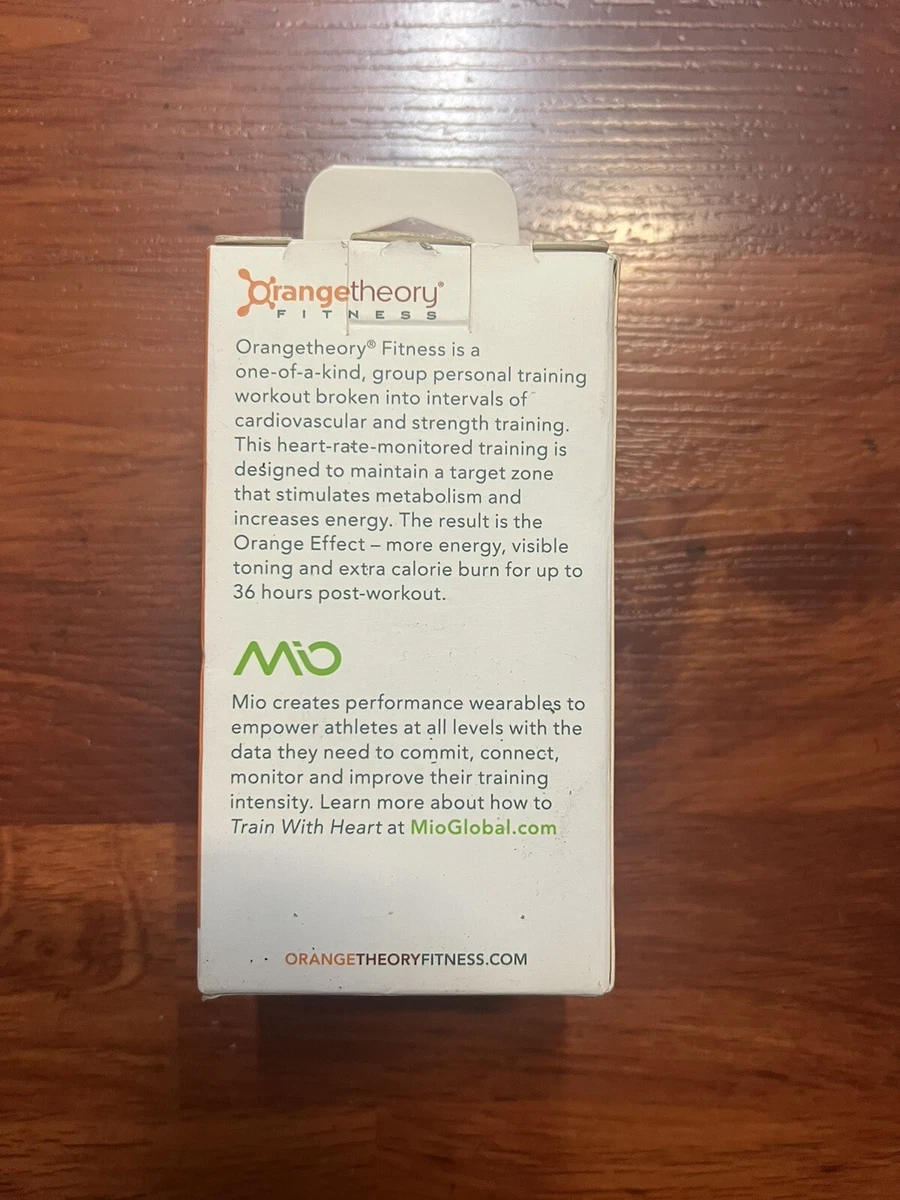 Orangetheory®
FITNESS
Orangetheory® Fitness is a
one-of-a-kind, group personal training
workout broken into intervals of
cardiovascular and strength training.
This heart-rate-monitored training is
designed to maintain a target zone
that stimulates metabolism and
increases energy. The result is the
Orange Effect – more energy, visible
toning and extra calorie burn for up to
36 hours post-workout.
MiO
Mio creates performance wearables to
empower athletes at all levels with the
data they need to commit, connect,
monitor and improve their training
intensity. Learn more about how to
Train With Heart at MioGlobal.com
ORANGETHEORYFITNESS.COM